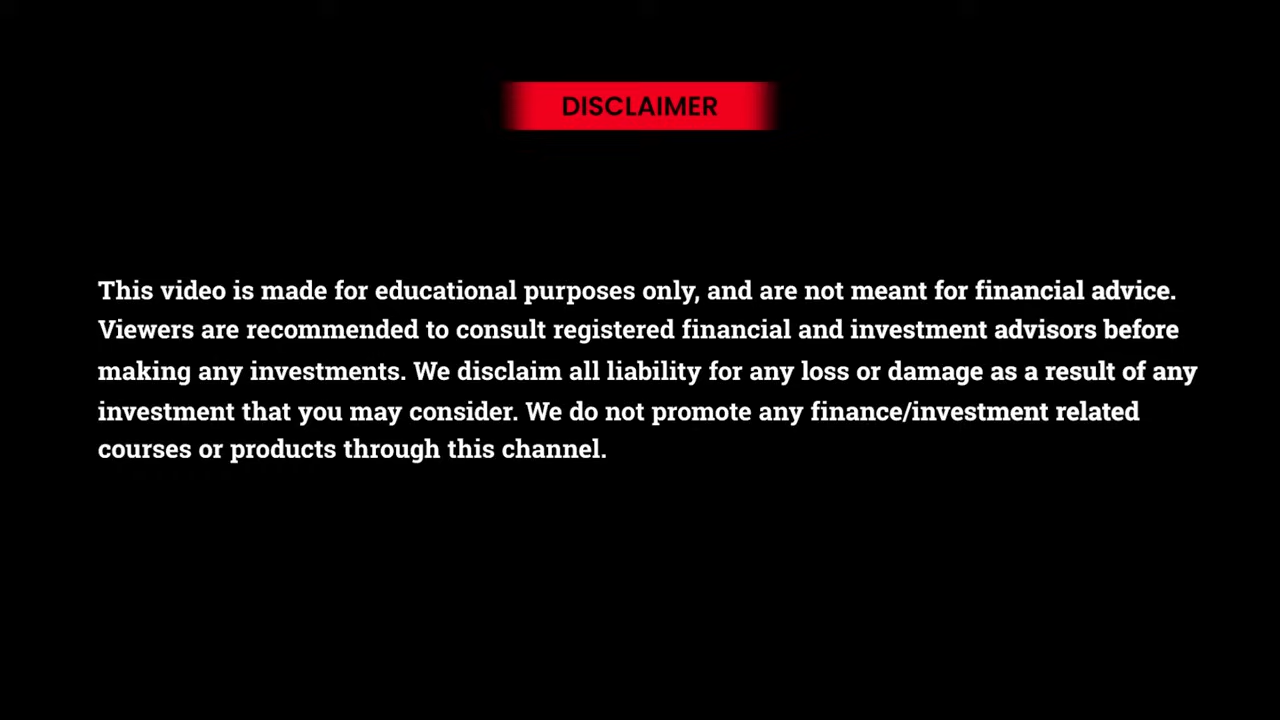 DISCLAIMER
This video is made for educational purposes only, and are not meant for financial advice.
Viewers are recommended to consult registered financial and investment advisors before
making any investments. We disclaim all liability for any loss or damage as a result of any
investment that you may consider. We do not promote any finance/investment related
courses or products through this channel.